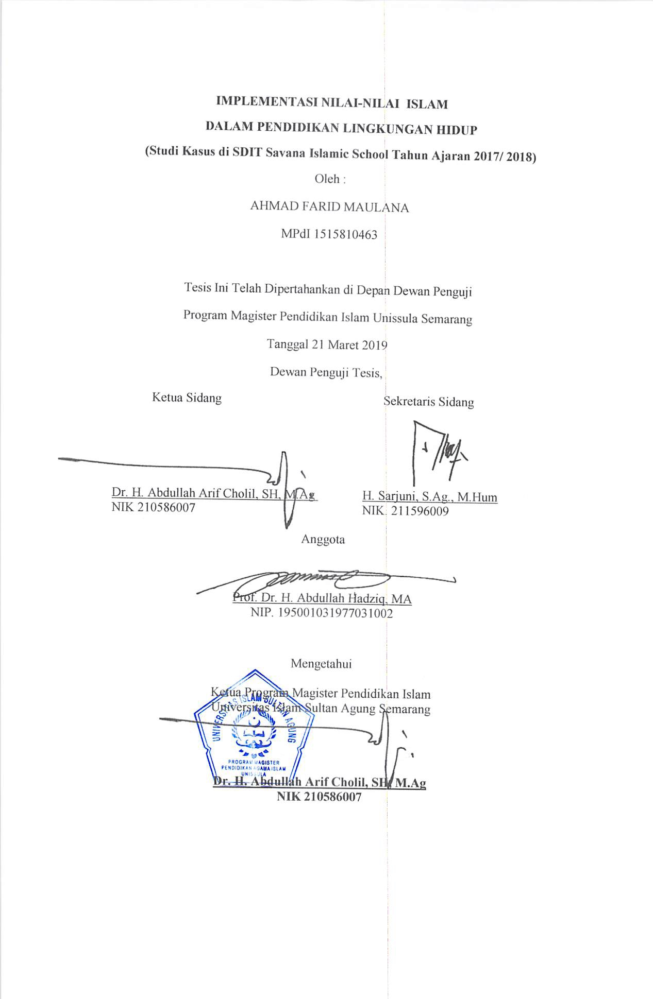 IMPLEMENTASI NILAI-NILAI ISLAM
DALAM PENDIDIKAN LINGKUNGAN HIDUP
(Studi Kasus di SDIT Savana Islamic School Tahun Ajaran 2017/ 2018)
Oleh :
AHMAD FARID MAULANA
MPdI 1515810463
Tesis Ini Telah Dipertahankan di Depan Dewan Penguji
Program Magister Pendidikan Islam Unissula Semarang
Tanggal 21 Maret 2019
Dewan Penguji Tesis,
Ketua Sidang
Sekretaris Sidang
Dr. H. Abdullah Arif Cholil, SH, M.Ag
NIK 210586007
H. Sarjuni, S.Ag., M.Hum
NIK. 211596009
Anggota
Prof. Dr. H. Abdullah Hadziq, MA
NIP. 195001031977031002
Mengetahui
Ketua Program Magister Pendidikan Islam
Universitas Islam Sultan Agung Semarang
UNIVERSITAS ISLAM SULTAN AGUNG
PROGRAM MAGISTER
PENDIDIKAN AGAMA ISLAM
UNISSULA
Dr. H. Abdullah Arif Cholil, SH, M.Ag
NIK 210586007